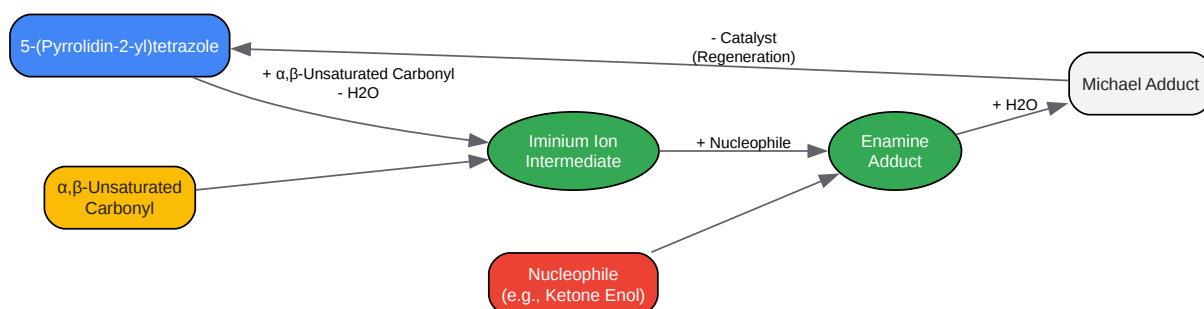 5-(Pyrrolidin-2-yl)tetrazole
- Catalyst
(Regeneration)
+ α,β-Unsaturated Carbonyl
- H2O
Michael Adduct
+ H2O
Iminium Ion
Intermediate
+ Nucleophile
Enamine
Adduct
α,β-Unsaturated
Carbonyl
Nucleophile
(e.g., Ketone Enol)